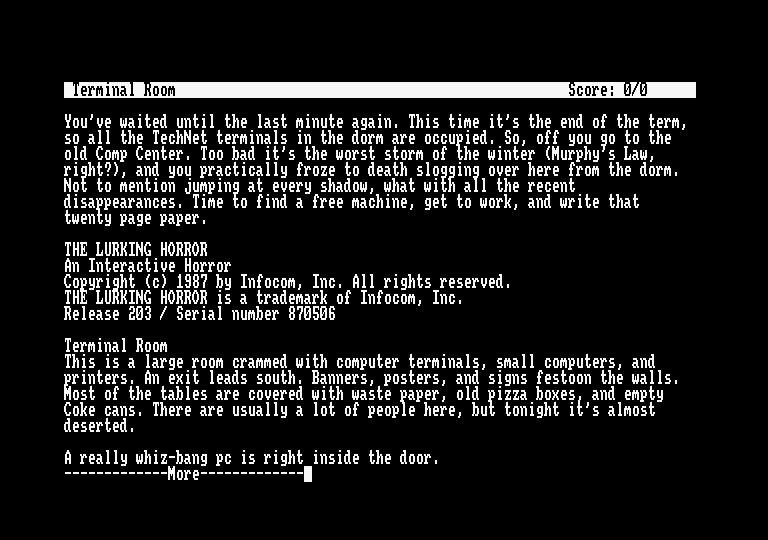 Terminal Room Score: 0/0
You've waited until the last minute again. This time it's the end of the term,
so all the TechNet terminals in the dorm are occupied. So, off you go to the
old Comp Center. Too bad it's the worst storm of the winter (Murphy's Law,
right?), and you practically froze to death slogging over here from the dorm.
Not to mention jumping at every shadow, what with all the recent
disappearances. Time to find a free machine, get to work, and write that
twenty page paper.
THE LURKING HORROR
An Interactive Horror
Copyright (c) 1987 by Infocom, Inc. All rights reserved.
THE LURKING HORROR is a trademark of Infocom, Inc.
Release 203 / Serial number 870506
Terminal Room
This is a large room crammed with computer terminals, small computers, and
printers. An exit leads south. Banners, posters, and signs festoon the walls.
Most of the tables are covered with waste paper, old pizza boxes, and empty
Coke cans. There are usually a lot of people here, but tonight it's almost
deserted.
A really whiz-bang pc is right inside the door.
-------------More-------------